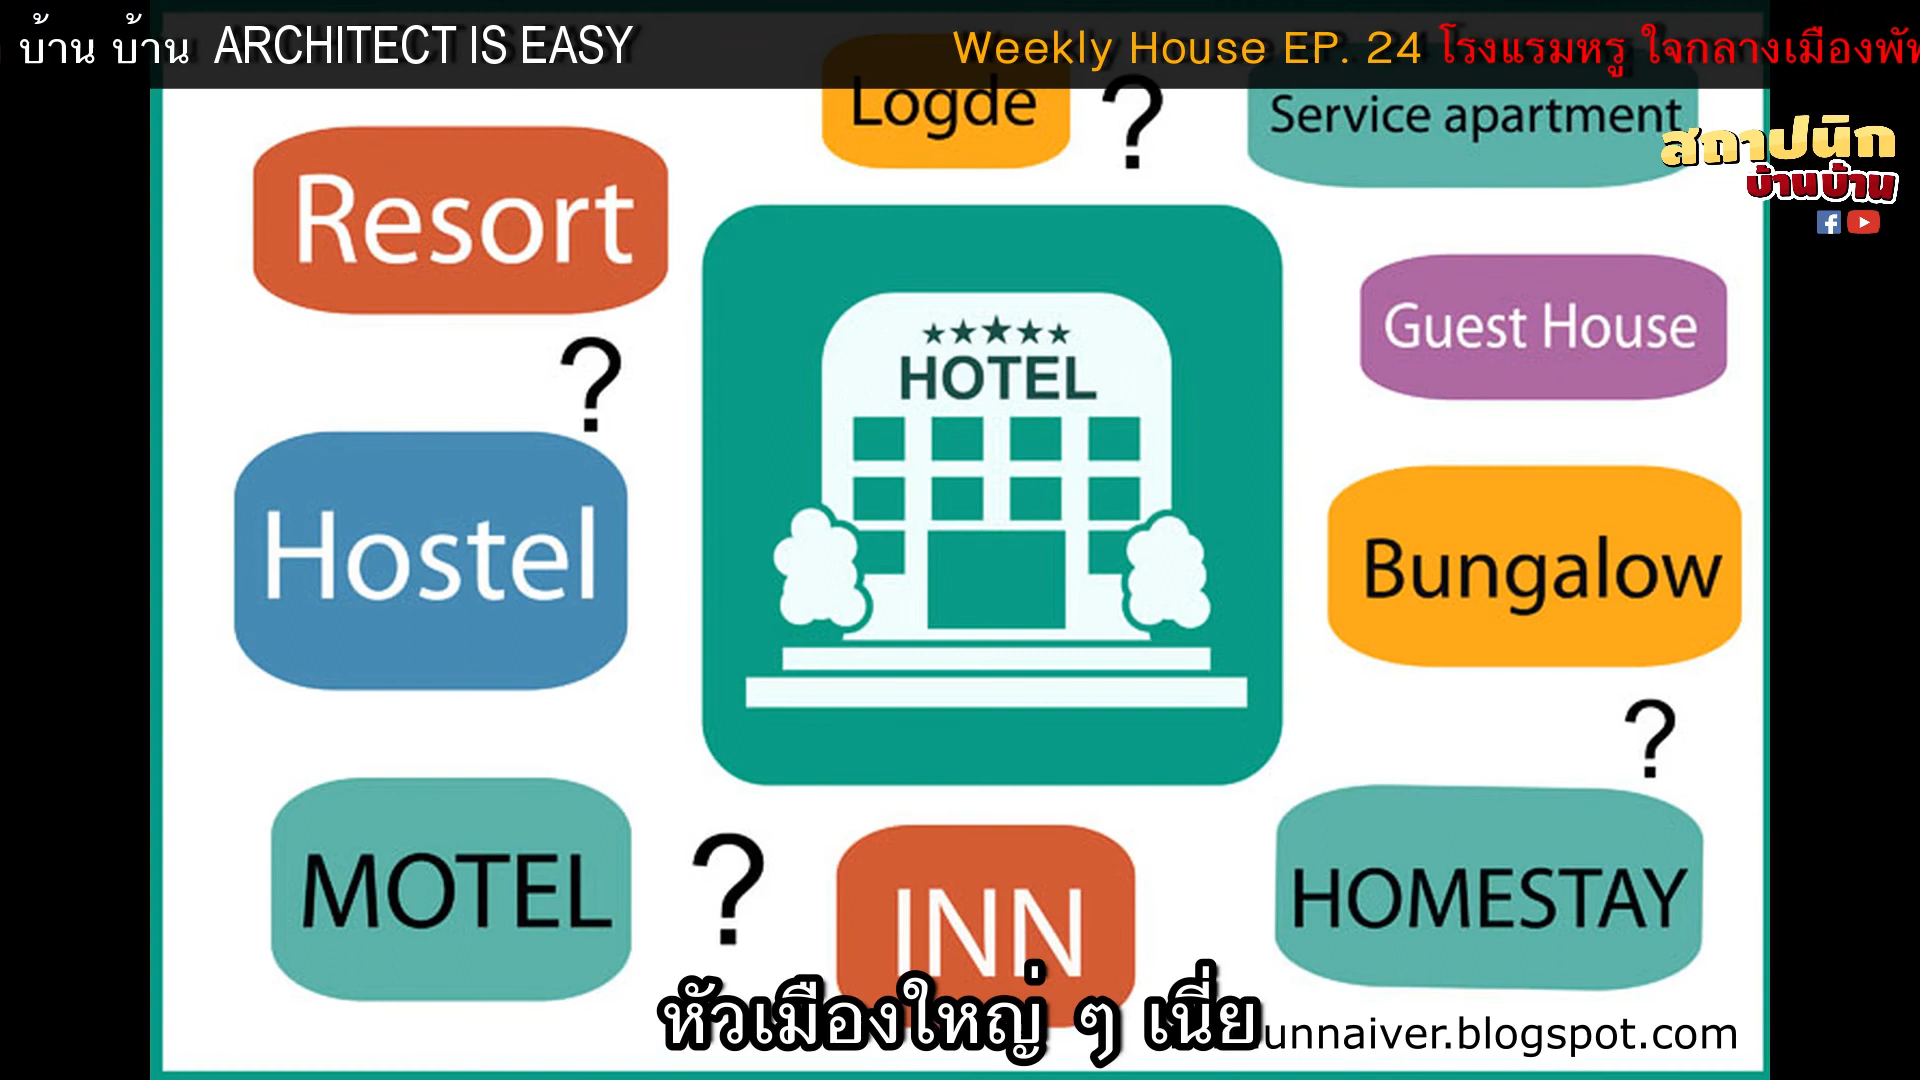 บ้าน บ้าน ARCHITECT IS EASY
Weekly House EP. 24 โรงแรมหรู ใจกลางเมืองพัท
Logde
?
Service apartment
สถาปนิก
บ้านบ้าน
Resort
HOTEL
Guest House
?
Hostel
Bungalow
?
MOTEL
?
INN
HOMESTAY
หัวเมืองใหญ่ ๆ เนี่ย
unnaiver.blogspot.com